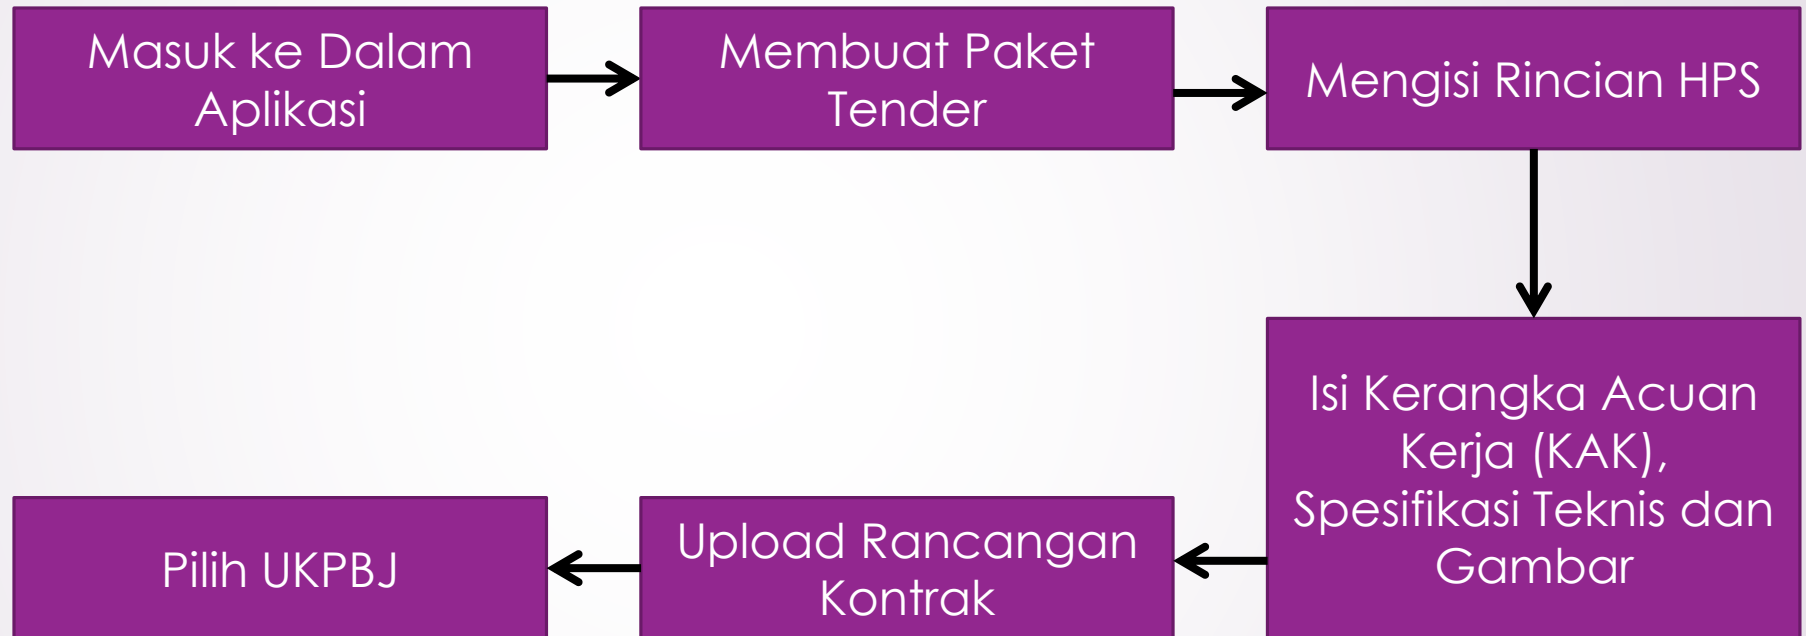 Masuk ke Dalam
Aplikasi
Membuat Paket
Tender
Mengisi Rincian HPS
Isi Kerangka Acuan
Kerja (KAK),
Spesifikasi Teknis dan
Gambar
Upload Rancangan
Kontrak
Pilih UKPBJ